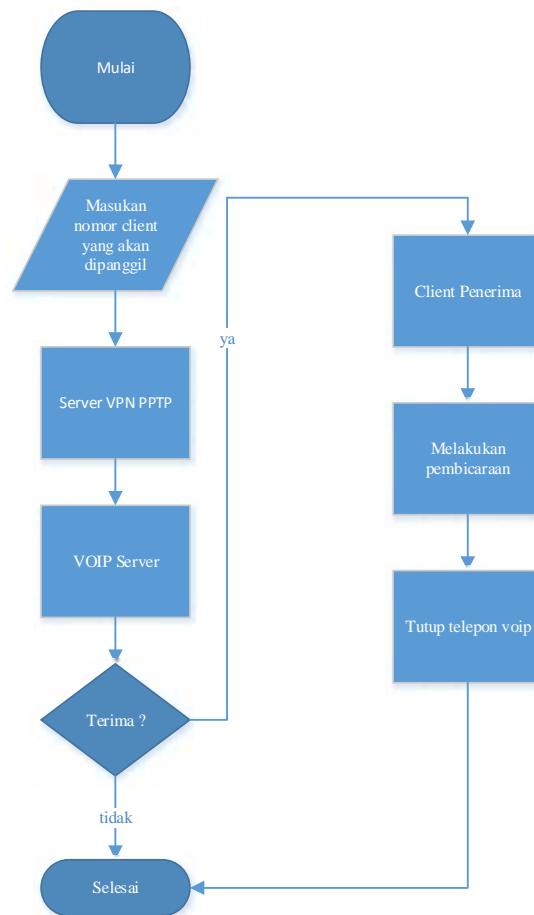 Mulai
Masukan
nomor client
yang akan
dipanggil
Server VPN PPTP
VOIP Server
Terima ?
ya
tidak
Client Penerima
Melakukan
pembicaraan
Tutup telepon voip
Selesai